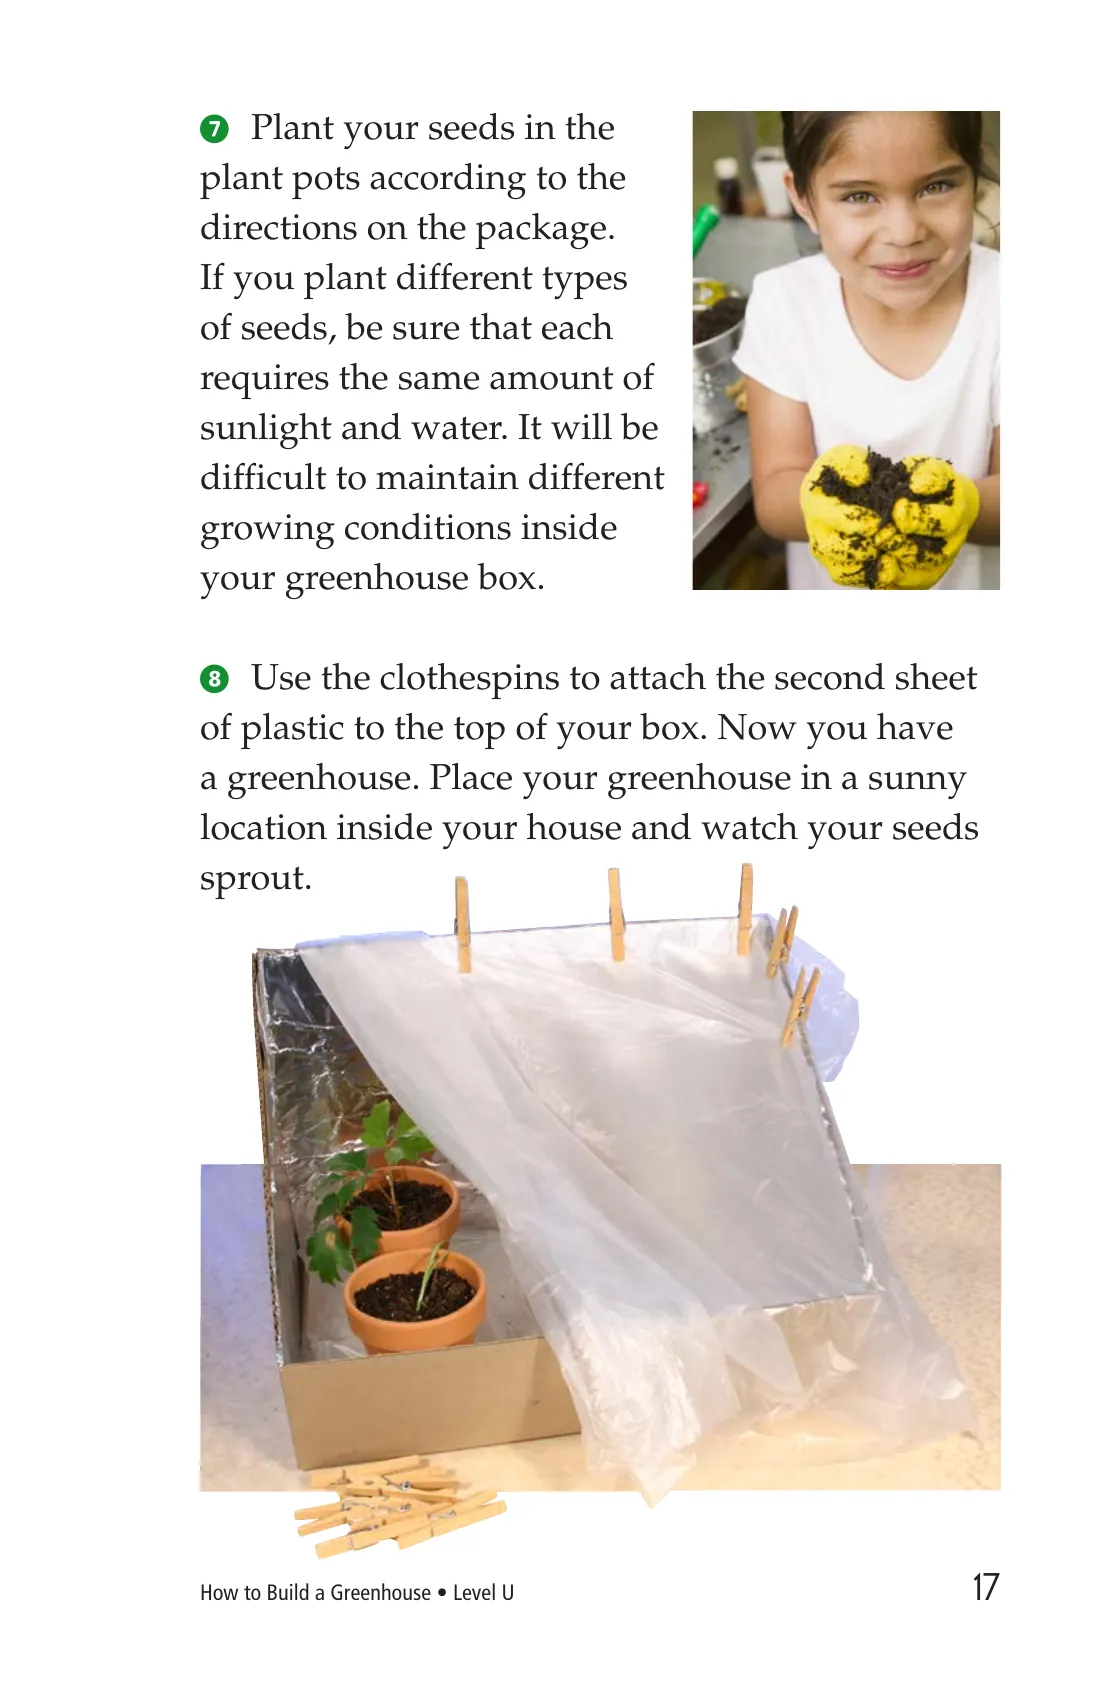 7 Plant your seeds in the
plant pots according to the
directions on the package.
If you plant different types
of seeds, be sure that each
requires the same amount of
sunlight and water. It will be
difficult to maintain different
growing conditions inside
your greenhouse box.
8 Use the clothespins to attach the second sheet
of plastic to the top of your box. Now you have
a greenhouse. Place your greenhouse in a sunny
location inside your house and watch your seeds
sprout.
How to Build a Greenhouse • Level U
17